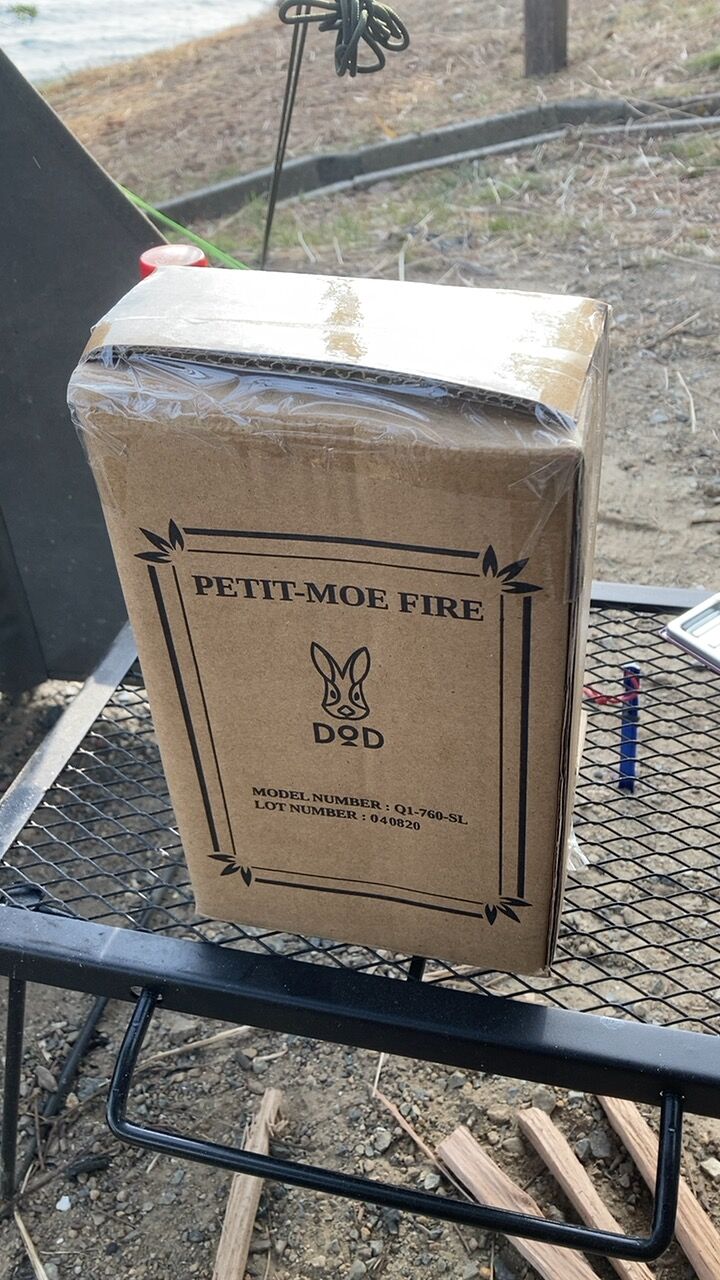 PETIT-MOE FIRE
DOD
MODEL NUMBER : Q1-760-SL
LOT NUMBER : 040820